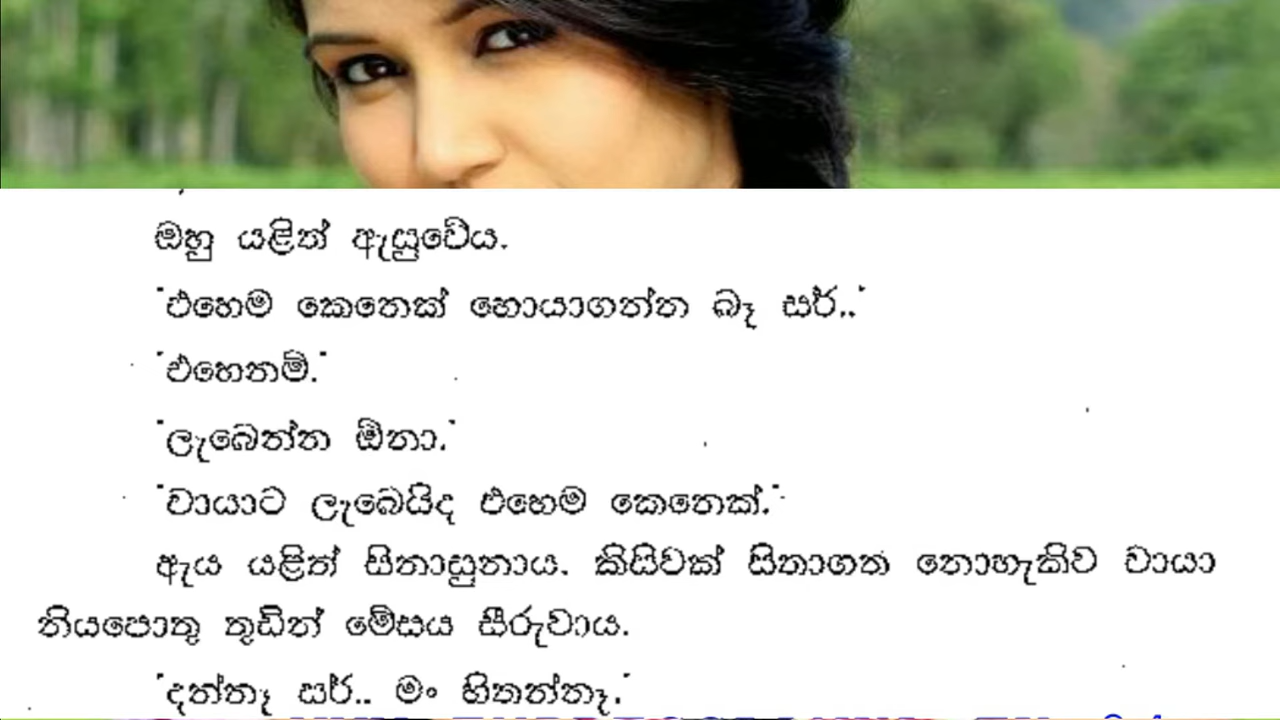 ඔහු යළිත් ඇසුවේය.
"එහෙම කෙනෙක් හොයාගන්න බෑ සර්.."
"එහෙනම්."
"ලැබෙන්න ඕනා."
"චායාට ලැබෙයිද එහෙම කෙනෙක්."
ඇය යළිත් සිනාසුනාය. කිසිවක් සිතාගත නොහැකිව චායා
නියපොතු තුඩින් මේසය සීරුවාය.
"දන්නෑ සර්.. මං හිතන්නෑ."